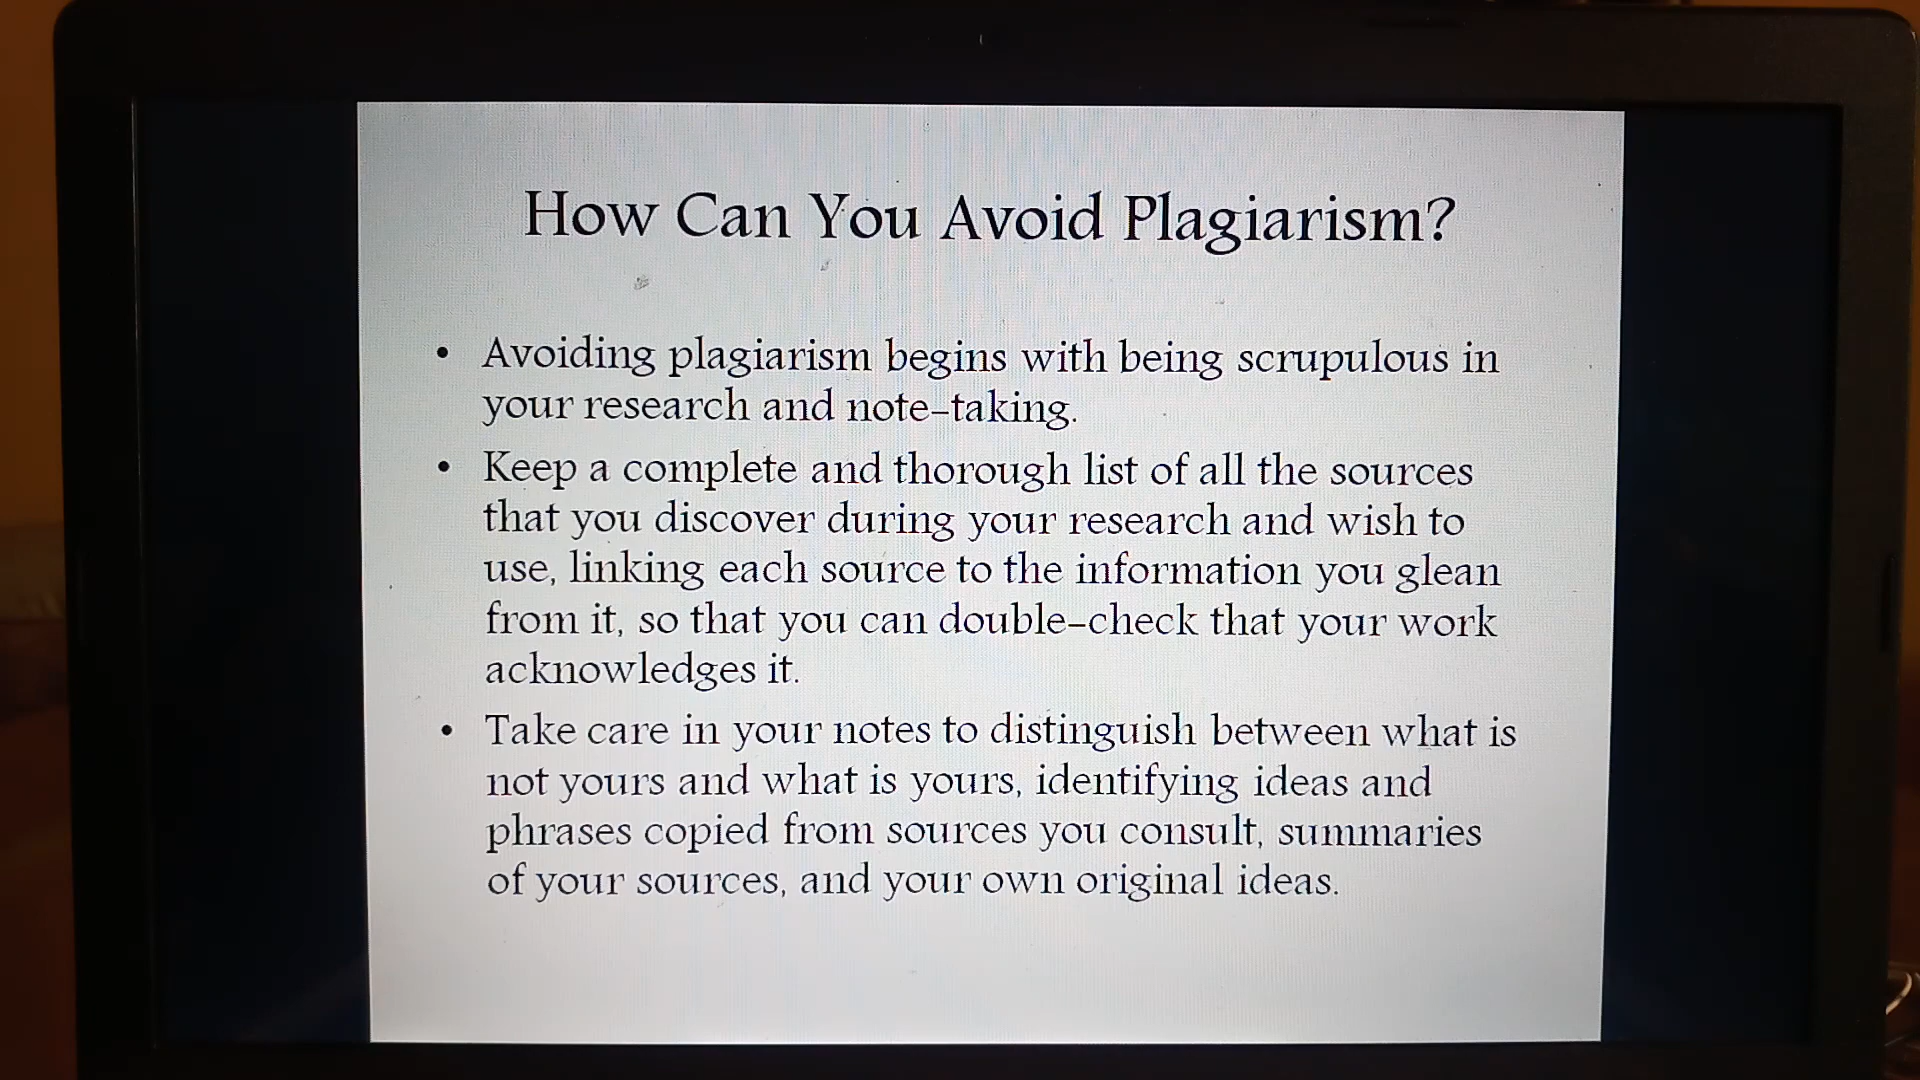 How Can You Avoid Plagiarism?
• Avoiding plagiarism begins with being scrupulous in
your research and note-taking.
• Keep a complete and thorough list of all the sources
that you discover during your research and wish to
use, linking each source to the information you glean
from it, so that you can double-check that your work
acknowledges it.
• Take care in your notes to distinguish between what is
not yours and what is yours, identifying ideas and
phrases copied from sources you consult, summaries
of your sources, and your own original ideas.